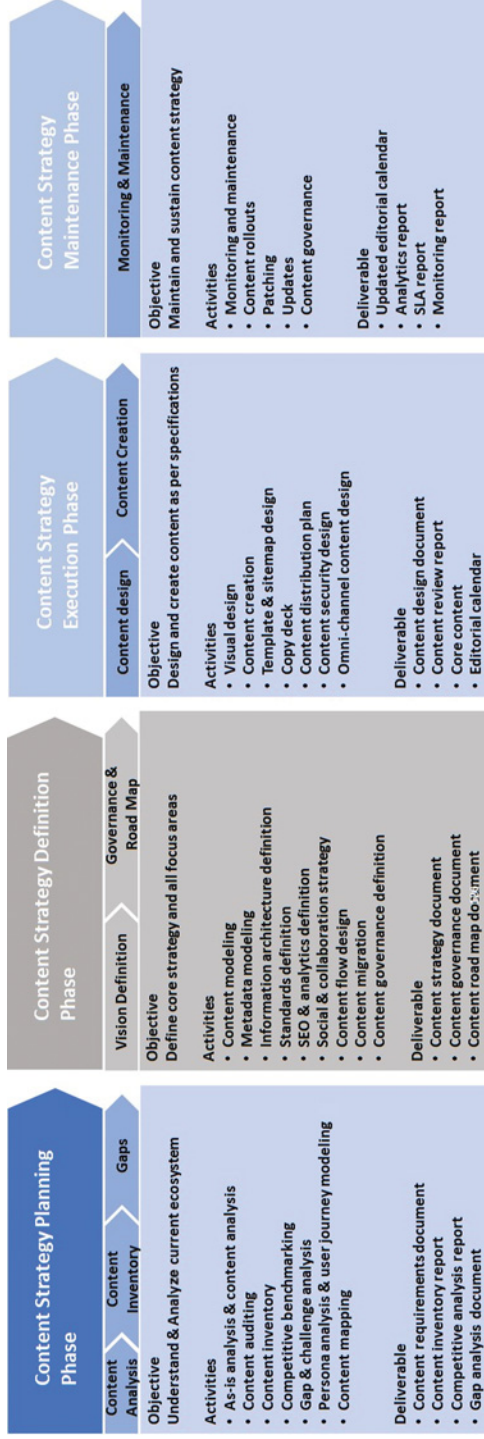 Content Strategy Planning
Phase
Content
Analysis
Content
Inventory
Gaps
Objective
Understand & Analyze current ecosystem
Activities
• As-is analysis & content analysis
• Content auditing
• Content inventory
• Competitive benchmarking
• Gap & challenge analysis
• Persona analysis & user journey modeling
• Content mapping
Deliverable
• Content requirements document
• Content inventory report
• Competitive analysis report
• Gap analysis document
Content Strategy Definition
Phase
Vision Definition
Governance &
Road Map
Objective
Define core strategy and all focus areas
Activities
• Content modeling
• Metadata modeling
• Information architecture definition
• Standards definition
• SEO & analytics definition
• Social & collaboration strategy
• Content flow design
• Content migration
• Content governance definition
Deliverable
• Content strategy document
• Content governance document
• Content road map document
Content Strategy
Execution Phase
Content design
Content Creation
Objective
Design and create content as per specifications
Activities
• Visual design
• Content creation
• Template & sitemap design
• Copy deck
• Content distribution plan
• Content security design
• Omni-channel content design
Deliverable
• Content design document
• Content review report
• Core content
• Editorial calendar
Content Strategy
Maintenance Phase
Monitoring & Maintenance
Objective
Maintain and sustain content strategy
Activities
• Monitoring and maintenance
• Content rollouts
• Patching
• Updates
• Content governance
Deliverable
• Updated editorial calendar
• Analytics report
• SLA report
• Monitoring report